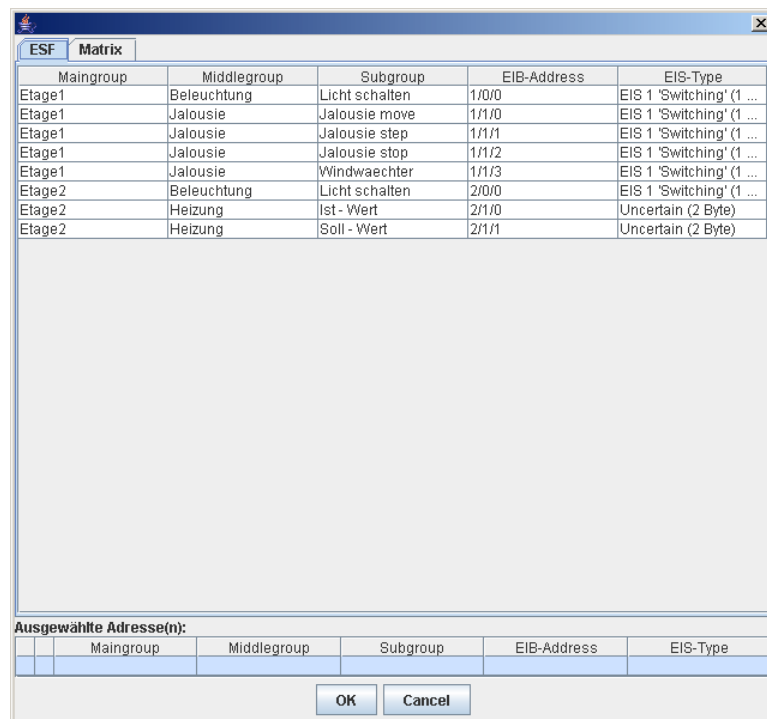 ESF Matrix
Maingroup Middlegroup Subgroup EIB-Address EIS-Type
Etage1 Beleuchtung Licht schalten 1/0/0 EIS 1 'Switching' (1 ...
Etage1 Jalousie Jalousie move 1/1/0 EIS 1 'Switching' (1 ...
Etage1 Jalousie Jalousie step 1/1/1 EIS 1 'Switching' (1 ...
Etage1 Jalousie Jalousie stop 1/1/2 EIS 1 'Switching' (1 ...
Etage1 Jalousie Windwaechter 1/1/3 EIS 1 'Switching' (1 ...
Etage2 Beleuchtung Licht schalten 2/0/0 EIS 1 'Switching' (1 ...
Etage2 Heizung Ist - Wert 2/1/0 Uncertain (2 Byte)
Etage2 Heizung Soll - Wert 2/1/1 Uncertain (2 Byte)
Ausgewählte Adresse(n):
Maingroup Middlegroup Subgroup EIB-Address EIS-Type
OK Cancel